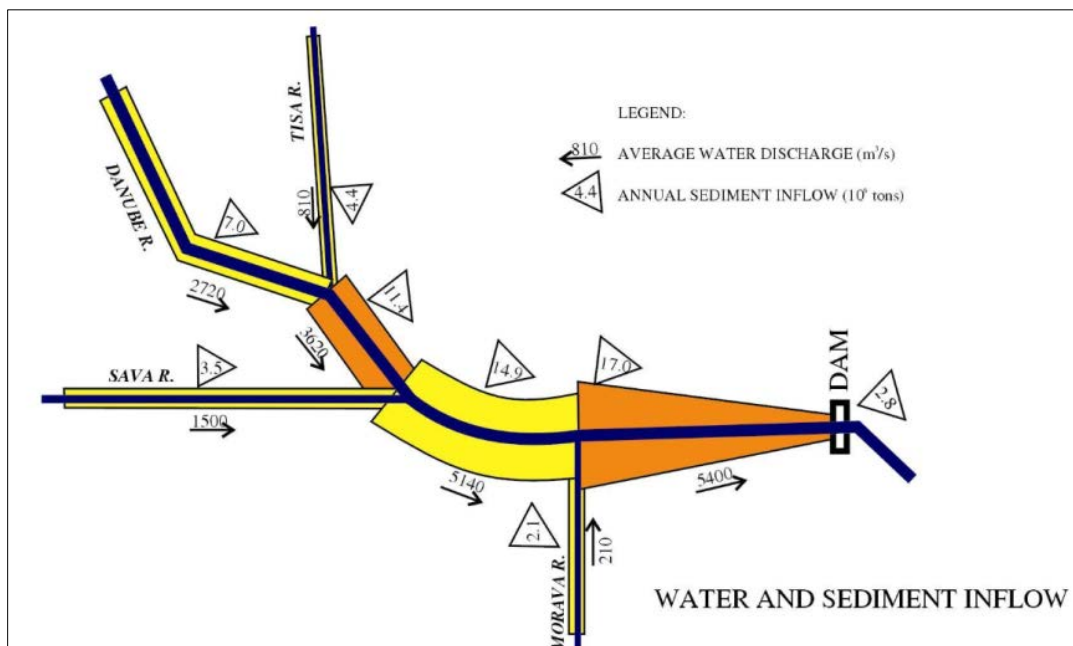 TISA R.
LEGEND:
810 AVERAGE WATER DISCHARGE (m³/s)
4.4 ANNUAL SEDIMENT INFLOW (10⁶ tons)
DANUBE R.
7.0
810
4.4
2720
11.4
3620
SAVA R.
3.5
1500
14.9
17.0
DAM
2.8
5140
5400
2.1
210
MORAVA R.
WATER AND SEDIMENT INFLOW